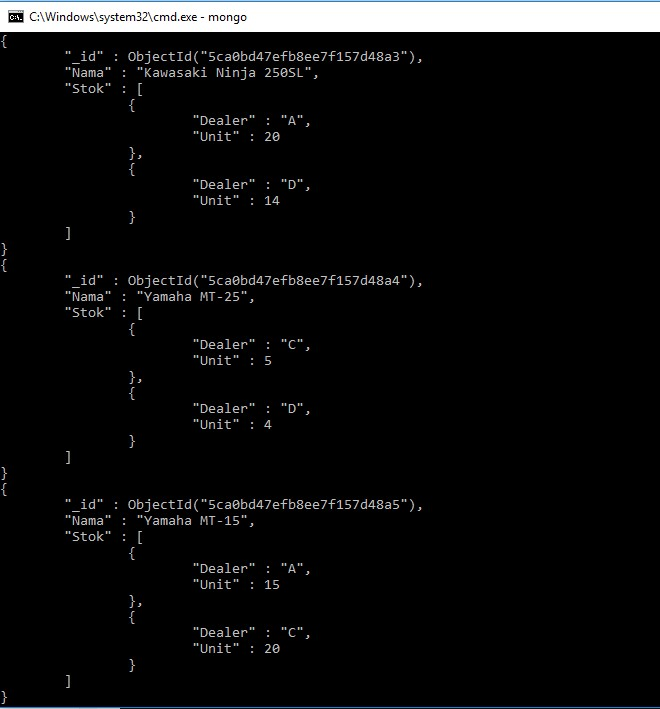 C:\Windows\system32\cmd.exe - mongo
{
        "_id" : ObjectId("5ca0bd47efb8ee7f157d48a3"),
        "Nama" : "Kawasaki Ninja 250SL",
        "Stok" : [
                {
                        "Dealer" : "A",
                        "Unit" : 20
                },
                {
                        "Dealer" : "D",
                        "Unit" : 14
                }
        ]
}
{
        "_id" : ObjectId("5ca0bd47efb8ee7f157d48a4"),
        "Nama" : "Yamaha MT-25",
        "Stok" : [
                {
                        "Dealer" : "C",
                        "Unit" : 5
                },
                {
                        "Dealer" : "D",
                        "Unit" : 4
                }
        ]
}
{
        "_id" : ObjectId("5ca0bd47efb8ee7f157d48a5"),
        "Nama" : "Yamaha MT-15",
        "Stok" : [
                {
                        "Dealer" : "A",
                        "Unit" : 15
                },
                {
                        "Dealer" : "C",
                        "Unit" : 20
                }
        ]
}